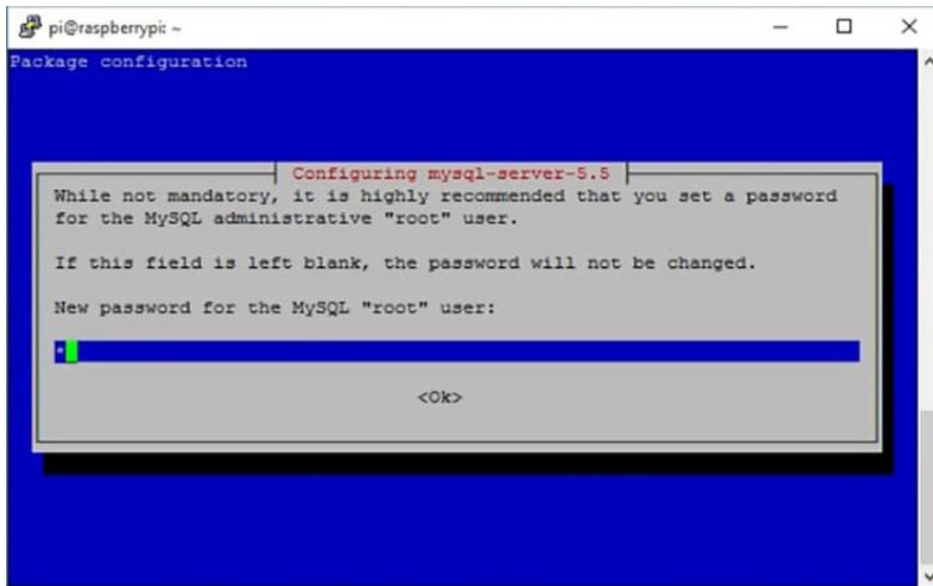 pi@raspberrypi: ~
Package configuration
Configuring mysql-server-5.5
While not mandatory, it is highly recommended that you set a password
for the MySQL administrative "root" user.
If this field is left blank, the password will not be changed.
New password for the MySQL "root" user:
*
<Ok>